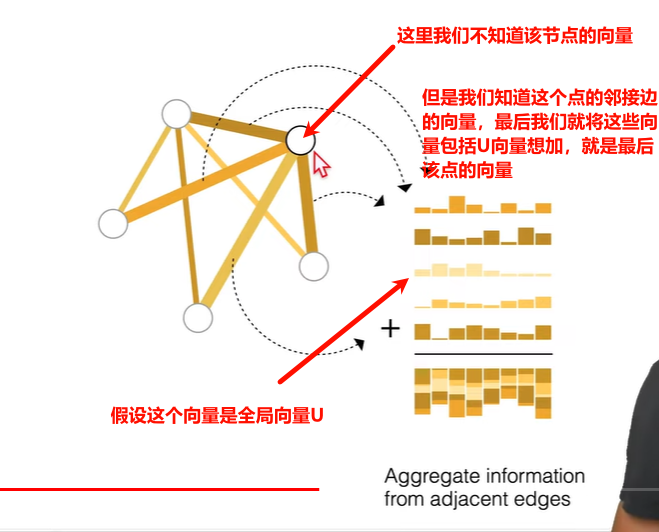 这里我们不知道该节点的向量
但是我们知道这个点的邻接边
的向量，最后我们就将这些向
量包括U向量想加，就是最后
该点的向量
+
假设这个向量是全局向量U
Aggregate information
from adjacent edges